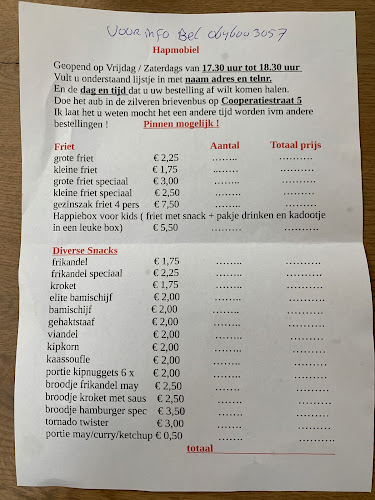 Voor info Bel 0646003057
Hapmobiel
Geopend op Vrijdag / Zaterdags van 17.30 uur tot 18.30 uur
Vult u onderstaand lijstje in met naam adres en telnr.
En de dag en tijd dat u uw bestelling af wilt komen halen.
Doe het aub in de zilveren brievenbus op Cooperatiestraat 5
Ik laat het u weten mocht het een andere tijd worden ivm andere
bestellingen ! Pinnen mogelijk !
Friet Aantal Totaal prijs
grote friet € 2,25 ........ ..........
kleine friet € 1,75 ........ ..........
grote friet speciaal € 3,00 ........ ..........
kleine friet speciaal € 2,50 ........ ..........
gezinszak friet 4 pers € 7,50 ........ ..........
Happiebox voor kids ( friet met snack + pakje drinken en kadootje
in een leuke box) € 5,50 ......... ..........
Diverse Snacks
frikandel € 1,75 ........ ..........
frikandel speciaal € 2,25 ........ ..........
kroket € 1,75 ........ ..........
elite bamischijf € 2,00 ........ ..........
bamischijf € 2,00 ........ ..........
gehaktstaaf € 2,00 ........ ..........
viandel € 2,00 ........ ..........
kipkorn € 2,00 ........ ..........
kaassoufle € 2,00 ........ ..........
portie kipnuggets 6 x € 2,00 ........ ..........
broodje frikandel may € 2,50 ........ ..........
broodje kroket met saus € 2,50 ........ ..........
broodje hamburger spec € 3,50 ........ ..........
tornado twister € 3,00 ........ ..........
portie may/curry/ketchup € 0,50 ........ ..........
totaal